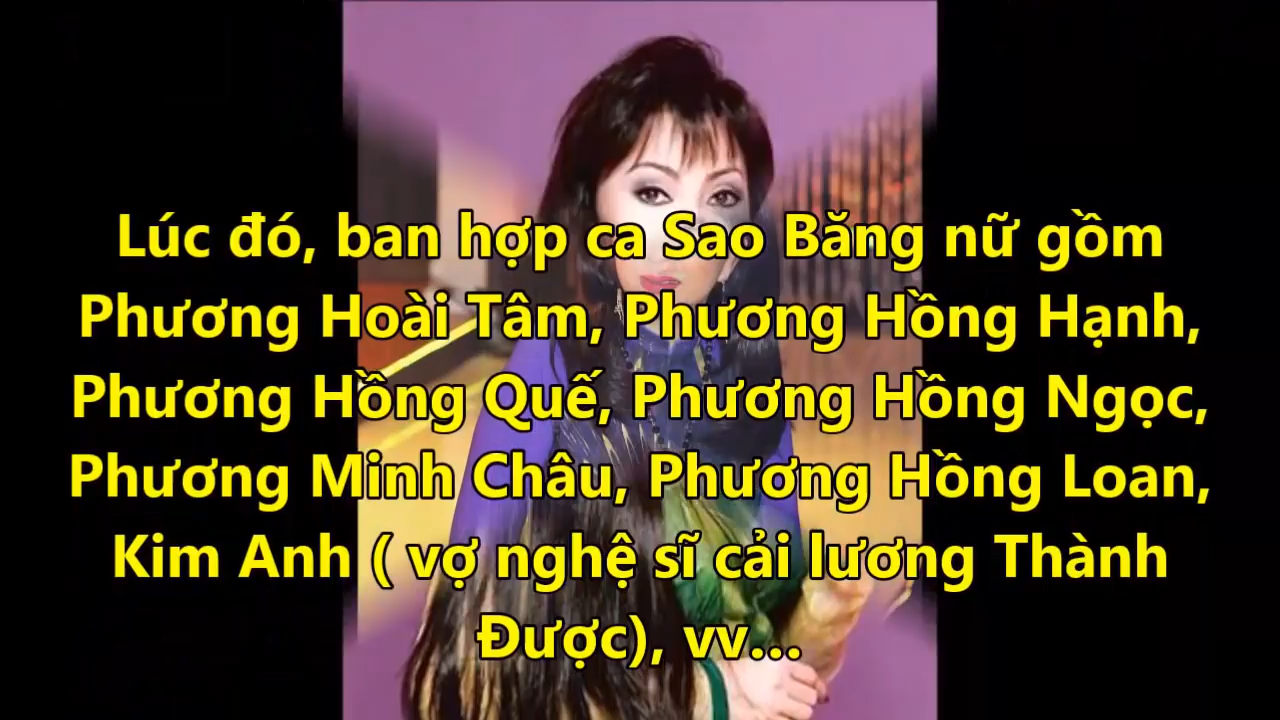 Lúc đó, ban hợp ca Sao Băng nữ gồm
Phương Hoài Tâm, Phương Hồng Hạnh,
Phương Hồng Quế, Phương Hồng Ngọc,
Phương Minh Châu, Phương Hồng Loan,
Kim Anh ( vợ nghệ sĩ cải lương Thành
Được), vv...